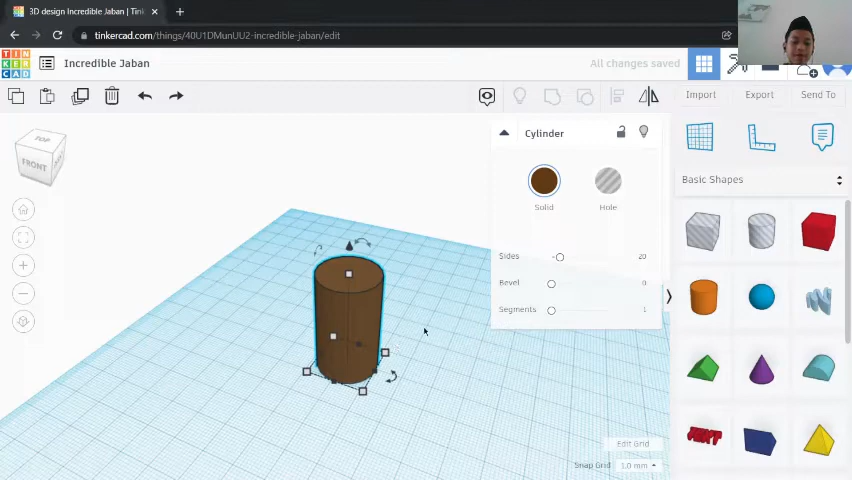 3D design Incredible Jaban | Tink
tinkercad.com/things/40U1DMunUU2-incredible-jaban/edit
TIN
KER
CAD
Incredible Jaban
All changes saved
Import
Export
Send To
Cylinder
Solid
Hole
Sides
20
Bevel
0
Segments
1
Basic Shapes
TOP
FRONT
Edit Grid
Snap Grid
1.0 mm